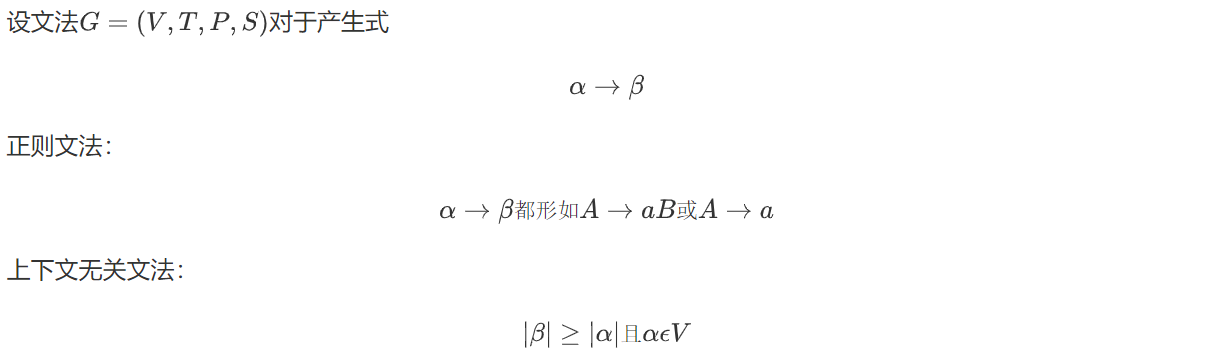 设文法G = (V, T, P, S)对于产生式
α → β
正则文法：
α → β都形如A → aB或A → a
上下文无关文法：
|β| ≥ |α|且αϵV